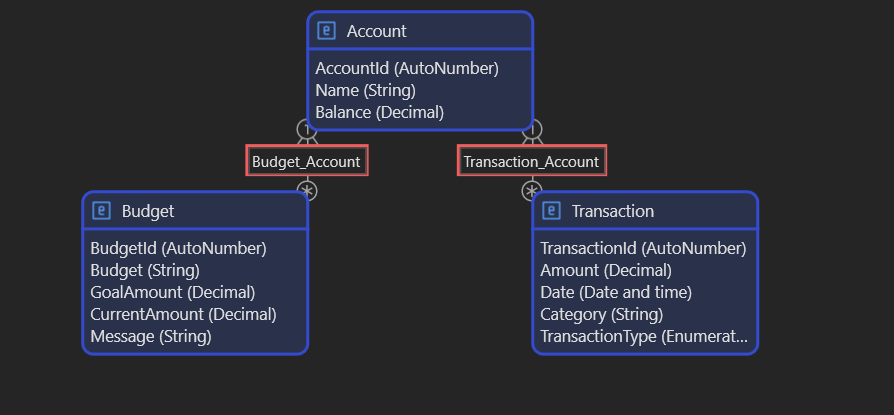 Account
AccountId (AutoNumber)
Name (String)
Balance (Decimal)
1
1
Budget_Account
Transaction_Account
*
*
Budget
BudgetId (AutoNumber)
Budget (String)
GoalAmount (Decimal)
CurrentAmount (Decimal)
Message (String)
Transaction
TransactionId (AutoNumber)
Amount (Decimal)
Date (Date and time)
Category (String)
TransactionType (Enumerat...